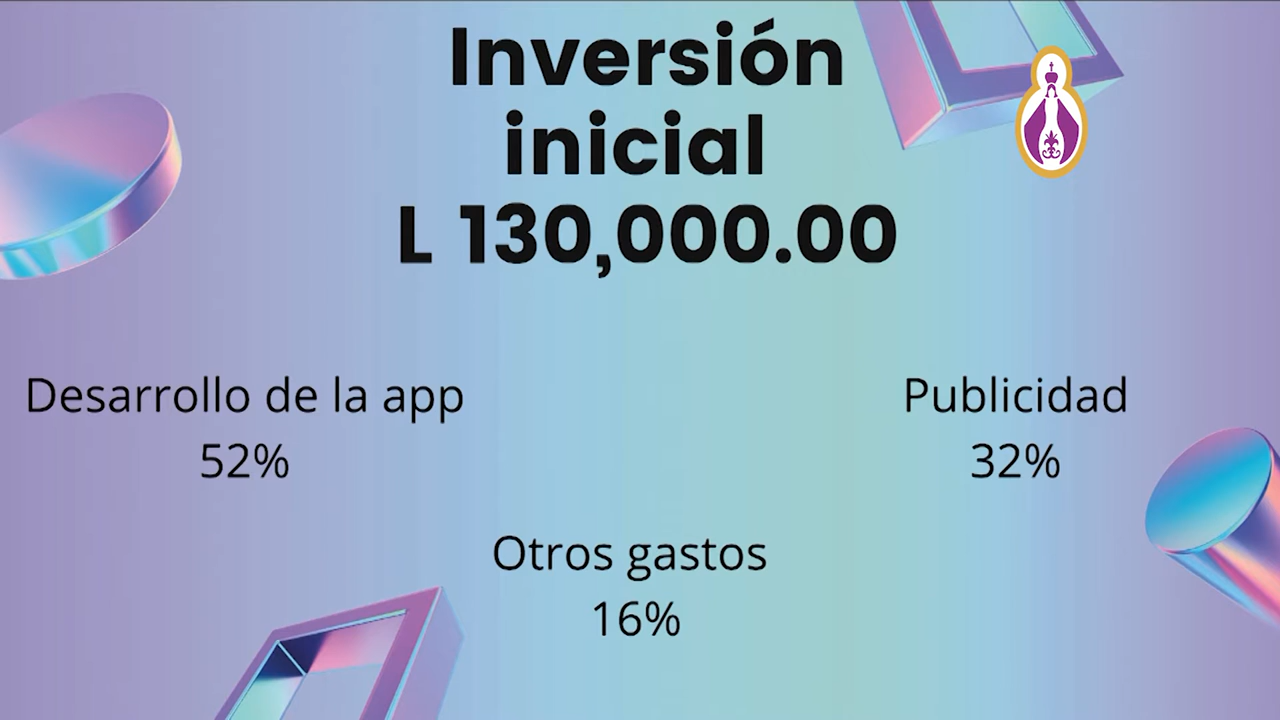 Inversión
inicial
L 130,000.00
Desarrollo de la app
52%
Publicidad
32%
Otros gastos
16%